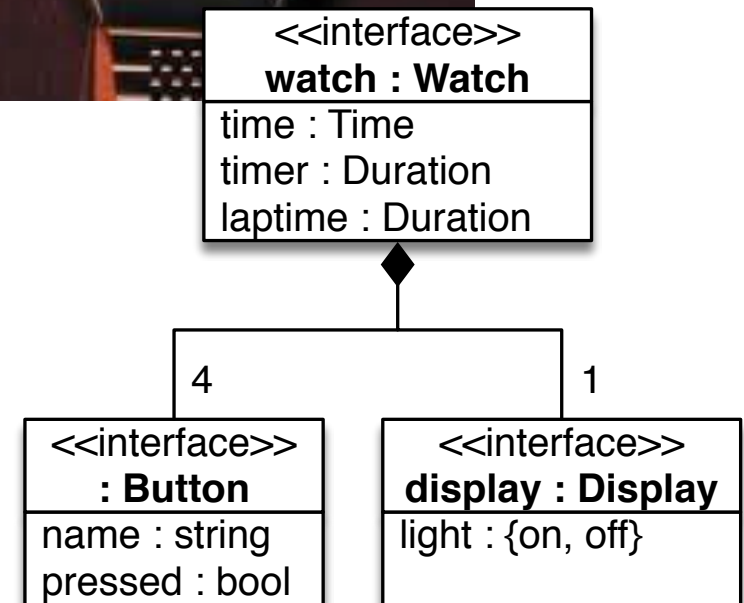 <<interface>>
watch : Watch
time : Time
timer : Duration
laptime : Duration
4
1
<<interface>>
: Button
name : string
pressed : bool
<<interface>>
display : Display
light : {on, off}